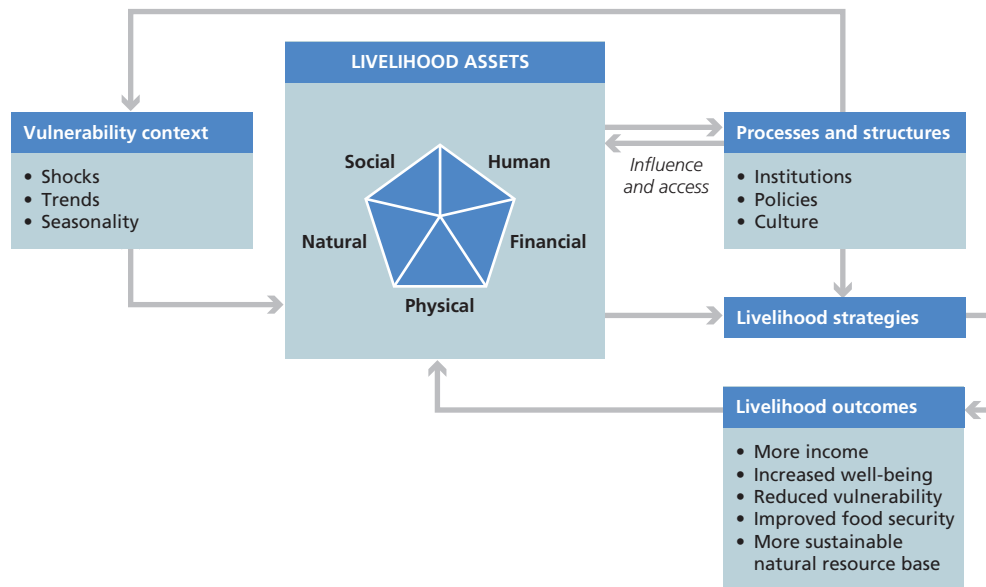 LIVELIHOOD ASSETS
Vulnerability context
• Shocks
• Trends
• Seasonality
Social
Human
Natural
Financial
Physical
Influence
and access
Processes and structures
• Institutions
• Policies
• Culture
Livelihood strategies
Livelihood outcomes
• More income
• Increased well-being
• Reduced vulnerability
• Improved food security
• More sustainable
natural resource base